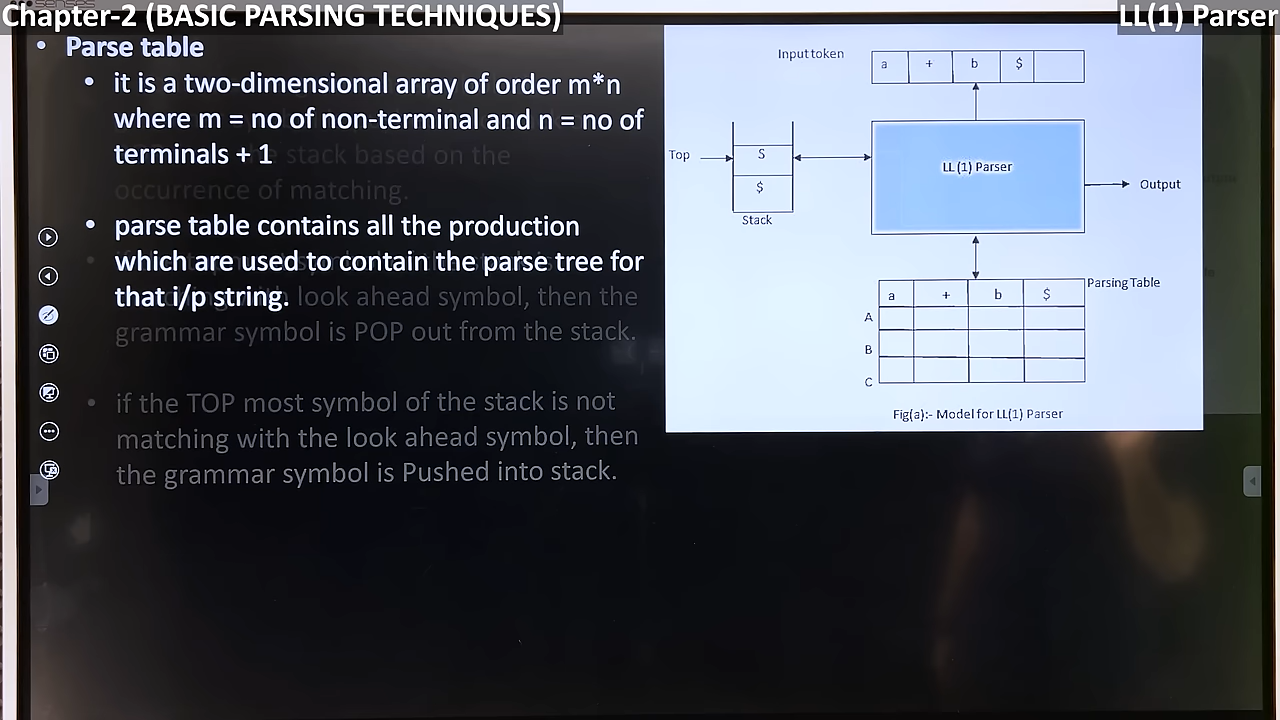 Chapter-2 (BASIC PARSING TECHNIQUES)
LL(1) Parser
• Parse table
• it is a two-dimensional array of order m*n
where m = no of non-terminal and n = no of
terminals + 1
stack based on the
occurrence of matching.
• parse table contains all the production
which are used to contain the parse tree for
that i/p string.
look ahead symbol, then the
grammar symbol is POP out from the stack.
• if the TOP most symbol of the stack is not
matching with the look ahead symbol, then
the grammar symbol is Pushed into stack.
Input token
a + b $
Top
S
$
Stack
LL (1) Parser
Output
Parsing Table
a + b $
A
B
C
Fig(a):- Model for LL(1) Parser